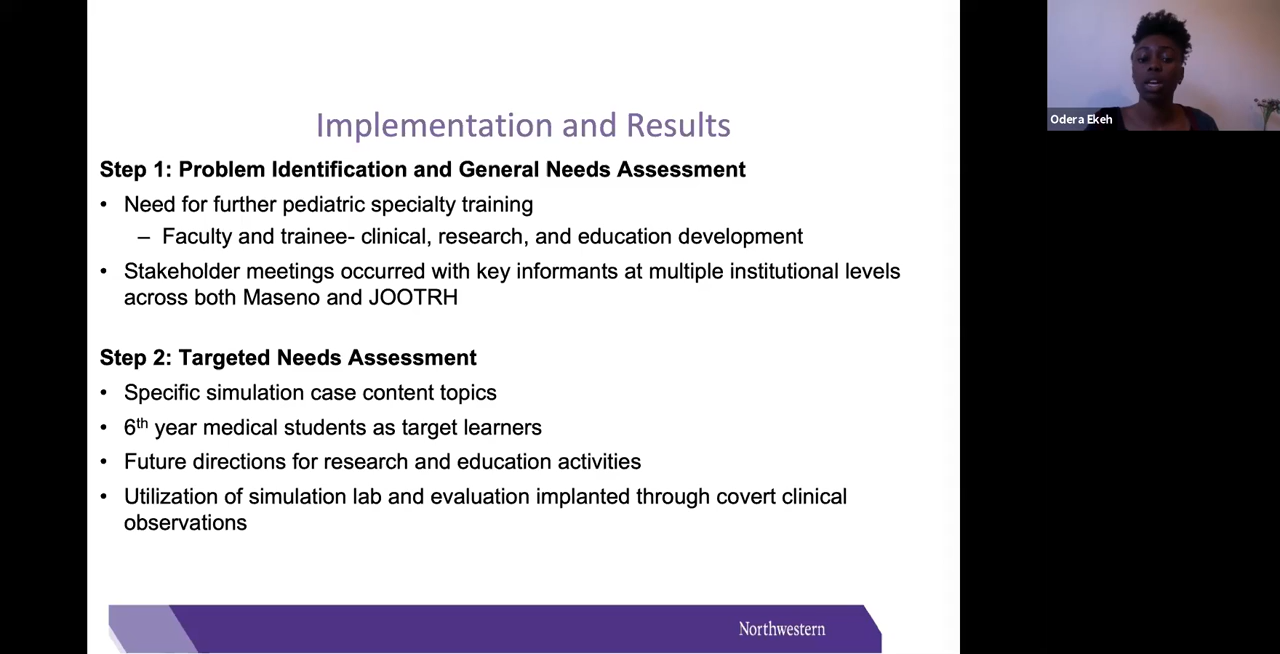 Implementation and Results
Step 1: Problem Identification and General Needs Assessment
• Need for further pediatric specialty training
– Faculty and trainee- clinical, research, and education development
• Stakeholder meetings occurred with key informants at multiple institutional levels
across both Maseno and JOOTRH
Step 2: Targeted Needs Assessment
• Specific simulation case content topics
• 6th year medical students as target learners
• Future directions for research and education activities
• Utilization of simulation lab and evaluation implanted through covert clinical
observations
Northwestern
Odera Ekeh